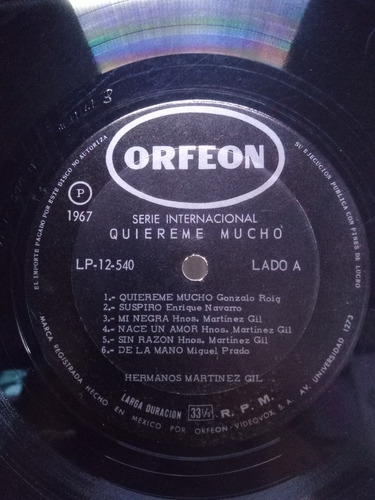 ORFEON
Ⓟ
1967
SERIE INTERNACIONAL
QUIEREME MUCHO
LP-12-540
LADO A
1.- QUIEREME MUCHO Gonzalo Roig
2.- SUSPIRO Enrique Navarro
3.- MI NEGRA Hnos. Martínez Gil
4.- NACE UN AMOR Hnos. Martínez Gil
5.- SIN RAZON Hnos. Martínez Gil
6.- DE LA MANO Miguel Prado
HERMANOS MARTINEZ GIL
LARGA DURACION 33⅓ R. P. M.
EL IMPORTE PAGADO POR ESTE DISCO NO AUTORIZA
SU EJECUCION PUBLICA CON FINES DE LUCRO
MARCA REGISTRADA HECHO EN MEXICO POR ORFEON-VIDEOVOX, S. A. AV. UNIVERSIDAD 1273